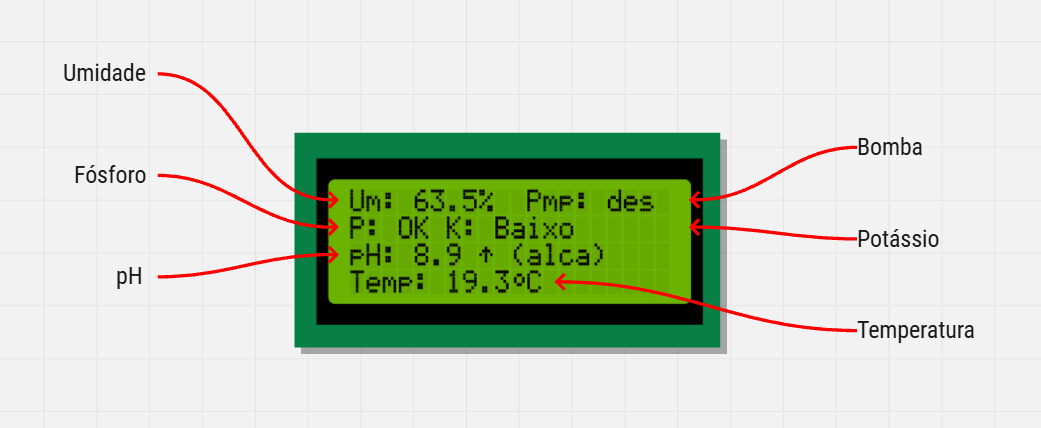 Umidade
Fósforo
pH
Um: 63.5% Pmp: des
P: OK K: Baixo
pH: 8.9 ↑ (alca)
Temp: 19.3ºC
Bomba
Potássio
Temperatura